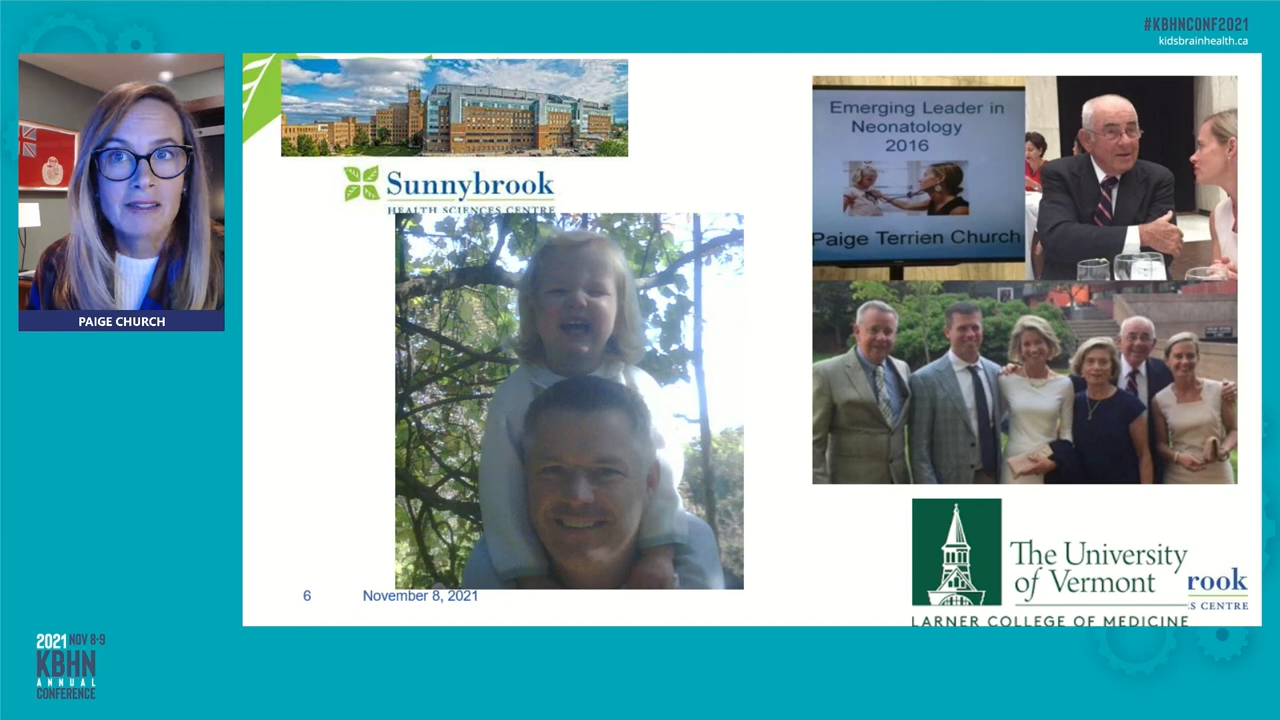 #KBHNCONF2021
kidsbrainhealth.ca
PAIGE CHURCH
Sunnybrook
HEALTH SCIENCES CENTRE
Emerging Leader in
Neonatology
2016
Paige Terrien Church
6 November 8, 2021
The University
of Vermont
LARNER COLLEGE OF MEDICINE
rook
S CENTRE
2021 NOV 8-9
KBHN
ANNUAL
CONFERENCE